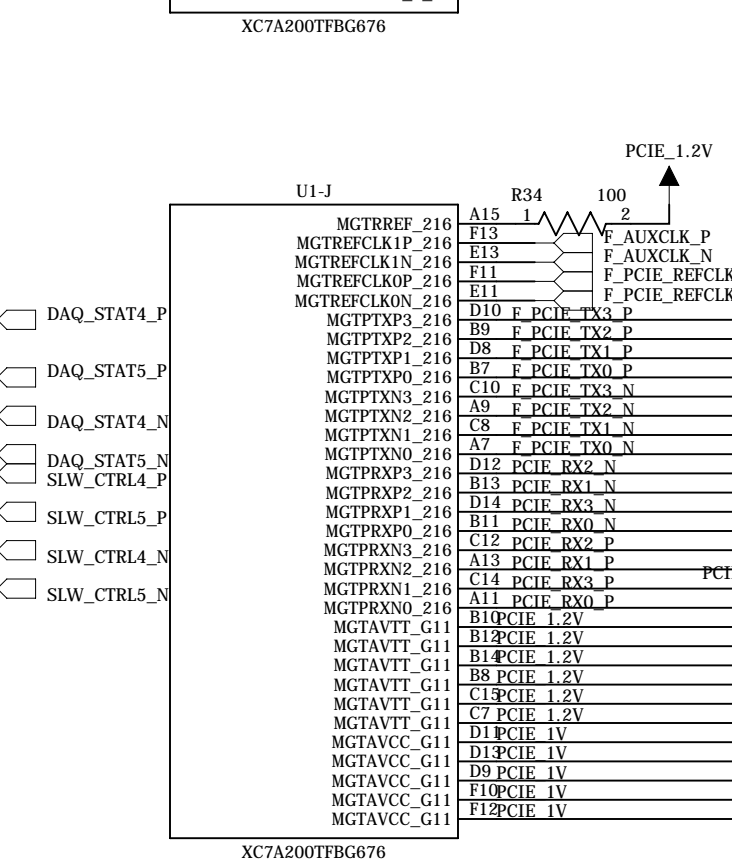 XC7A200TFBG676
PCIE_1.2V
U1-J
R34 100
MGTRREF_216 A15 1 2
MGTREFCLK1P_216 F13 F_AUXCLK_P
MGTREFCLK1N_216 E13 F_AUXCLK_N
MGTREFCLK0P_216 F11 F_PCIE_REFCLK
MGTREFCLK0N_216 E11 F_PCIE_REFCLK
DAQ_STAT4_P MGTPTXP3_216 D10 F_PCIE_TX3_P
MGTPTXP2_216 B9 F_PCIE_TX2_P
MGTPTXP1_216 D8 F_PCIE_TX1_P
DAQ_STAT5_P MGTPTXP0_216 B7 F_PCIE_TX0_P
MGTPTXN3_216 C10 F_PCIE_TX3_N
DAQ_STAT4_N MGTPTXN2_216 A9 F_PCIE_TX2_N
MGTPTXN1_216 C8 F_PCIE_TX1_N
DAQ_STAT5_N MGTPTXN0_216 A7 F_PCIE_TX0_N
SLW_CTRL4_P MGTPRXP3_216 D12 PCIE_RX2_N
MGTPRXP2_216 B13 PCIE_RX1_N
SLW_CTRL5_P MGTPRXP1_216 D14 PCIE_RX3_N
MGTPRXP0_216 B11 PCIE_RX0_N
SLW_CTRL4_N MGTPRXN3_216 C12 PCIE_RX2_P
MGTPRXN2_216 A13 PCIE_RX1_P
SLW_CTRL5_N MGTPRXN1_216 C14 PCIE_RX3_P
MGTPRXN0_216 A11 PCIE_RX0_P
MGTAVTT_G11 B10 PCIE_1.2V
MGTAVTT_G11 B12 PCIE_1.2V
MGTAVTT_G11 B14 PCIE_1.2V
MGTAVTT_G11 B8 PCIE_1.2V
MGTAVTT_G11 C15 PCIE_1.2V
MGTAVTT_G11 C7 PCIE_1.2V
MGTAVCC_G11 D11 PCIE_1V
MGTAVCC_G11 D13 PCIE_1V
MGTAVCC_G11 D9 PCIE_1V
MGTAVCC_G11 F10 PCIE_1V
MGTAVCC_G11 F12 PCIE_1V
XC7A200TFBG676